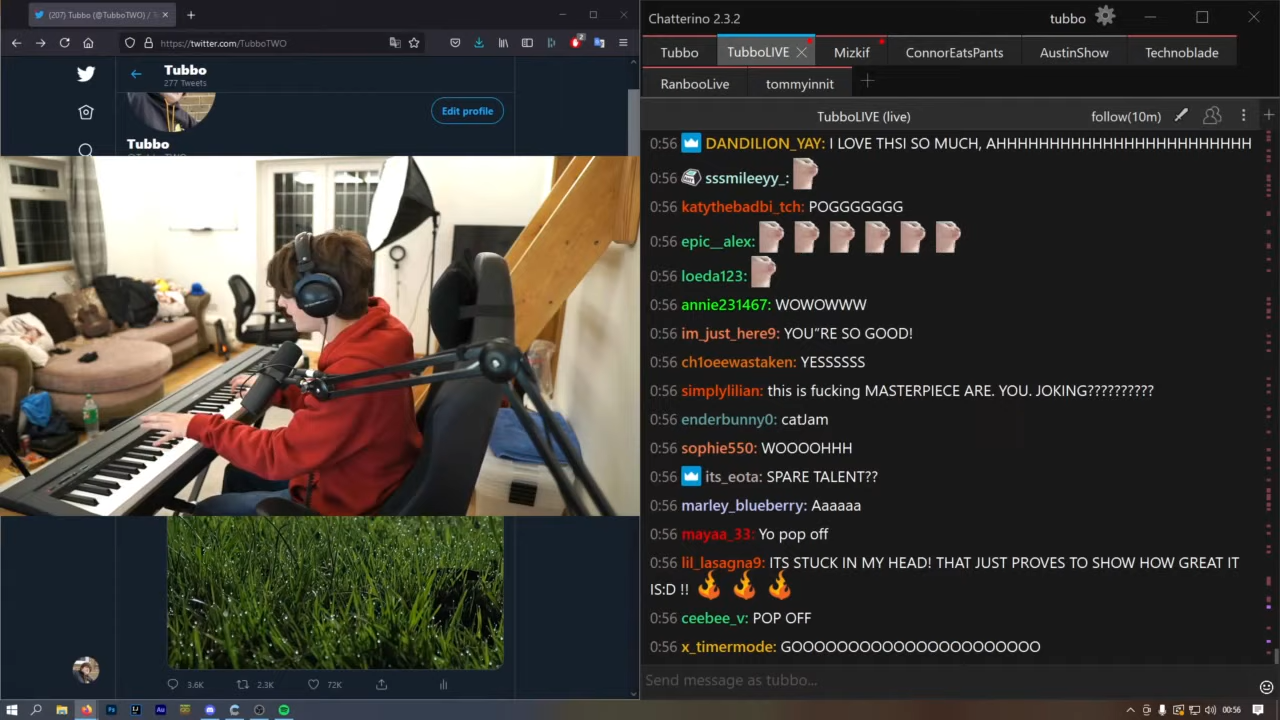 (207) Tubbo (@TubboTWO) / T
https://twitter.com/TubboTWO
Tubbo
277 Tweets
Edit profile
Tubbo
3.6K
2.3K
72K
Chatterino 2.3.2
tubbo
Tubbo
TubboLIVE
Mizkif
ConnorEatsPants
AustinShow
Technoblade
RanbooLive
tommyinnit
TubboLIVE (live)
follow(10m)
0:56 DANDILION_YAY: I LOVE THSI SO MUCH, AHHHHHHHHHHHHHHHHHHHHHHHH
0:56 sssmileeyy_:
0:56 katythebadbi_tch: POGGGGGGG
0:56 epic__alex:
0:56 loeda123:
0:56 annie231467: WOWOWWW
0:56 im_just_here9: YOU”RE SO GOOD!
0:56 ch1oeewastaken: YESSSSSS
0:56 simplylilian: this is fucking MASTERPIECE ARE. YOU. JOKING??????????
0:56 enderbunny0: catJam
0:56 sophie550: WOOOOHHH
0:56 its_eota: SPARE TALENT??
0:56 marley_blueberry: Aaaaaa
0:56 mayaa_33: Yo pop off
0:56 lil_lasagna9: ITS STUCK IN MY HEAD! THAT JUST PROVES TO SHOW HOW GREAT IT
IS:D !!
0:56 ceebee_v: POP OFF
0:56 x_timermode: GOOOOOOOOOOOOOOOOOOOOOO
Send message as tubbo...
00:56